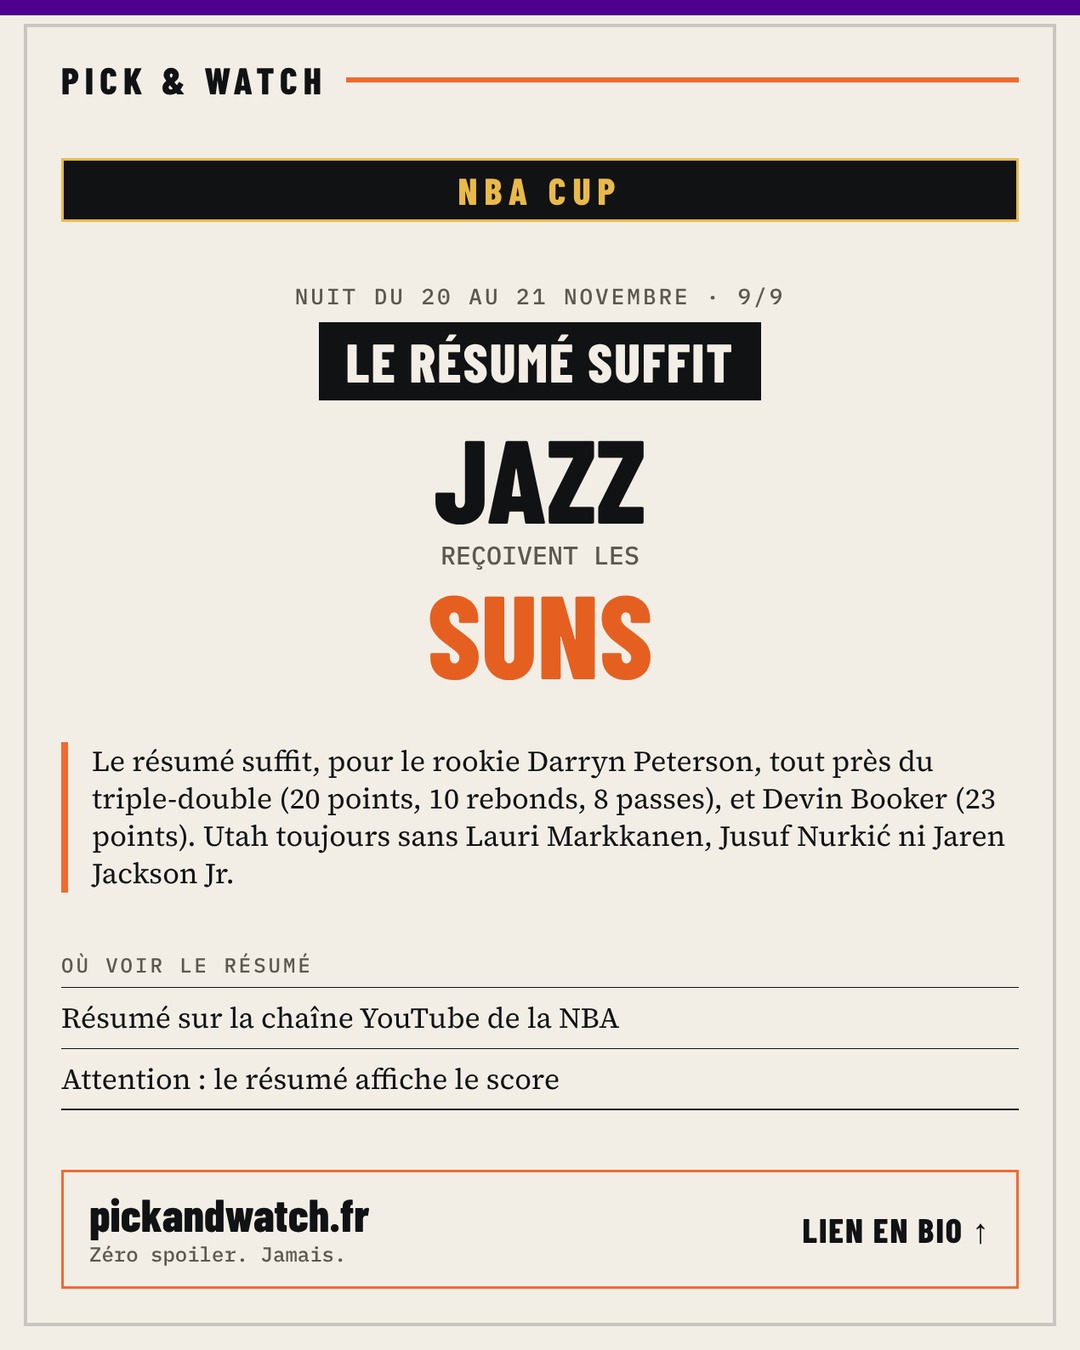 PICK & WATCH
NBA CUP
NUIT DU 20 AU 21 NOVEMBRE · 9/9
LE RÉSUMÉ SUFFIT
JAZZ
REÇOIVENT LES
SUNS
Le résumé suffit, pour le rookie Darryn Peterson, tout près du
triple-double (20 points, 10 rebonds, 8 passes), et Devin Booker (23
points). Utah toujours sans Lauri Markkanen, Jusuf Nurkić ni Jaren
Jackson Jr.
OÙ VOIR LE RÉSUMÉ
Résumé sur la chaîne YouTube de la NBA
Attention : le résumé affiche le score
pickandwatch.fr
Zéro spoiler. Jamais.
LIEN EN BIO ↑